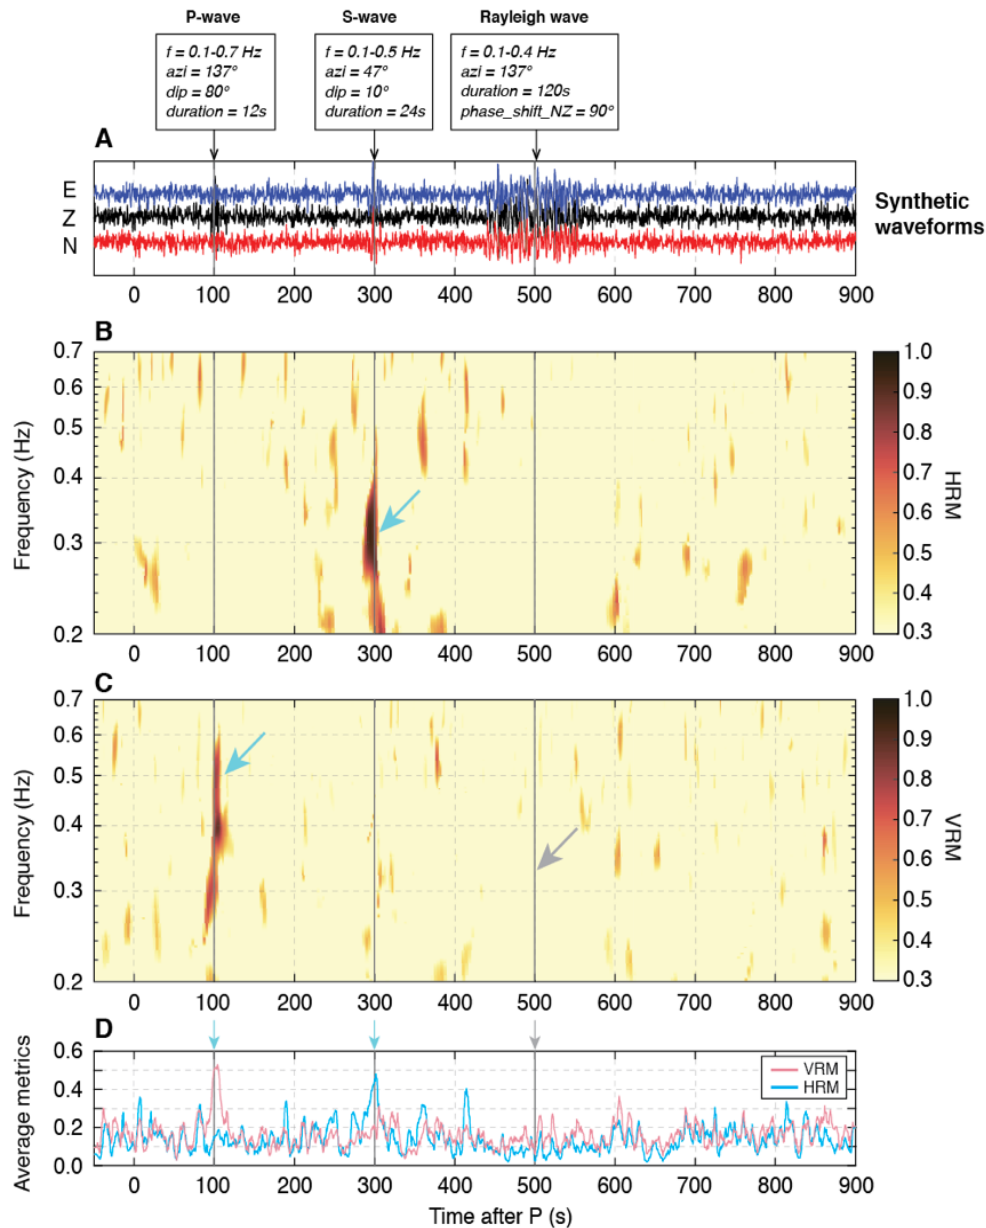 P-wave
S-wave
Rayleigh wave
f = 0.1-0.7 Hz
azi = 137°
dip = 80°
duration = 12s
f = 0.1-0.5 Hz
azi = 47°
dip = 10°
duration = 24s
f = 0.1-0.4 Hz
azi = 137°
duration = 120s
phase_shift_NZ = 90°
A
E
Z
N
Synthetic
waveforms
0 100 200 300 400 500 600 700 800 900
B
0.7
0.6
0.5
0.4
0.3
0.2
Frequency (Hz)
0 100 200 300 400 500 600 700 800 900
1.0
0.9
0.8
0.7
0.6
0.5
0.4
0.3
HRM
C
0.7
0.6
0.5
0.4
0.3
0.2
Frequency (Hz)
0 100 200 300 400 500 600 700 800 900
1.0
0.9
0.8
0.7
0.6
0.5
0.4
0.3
VRM
D
0.6
0.4
0.2
0.0
Average metrics
VRM
HRM
0 100 200 300 400 500 600 700 800 900
Time after P (s)